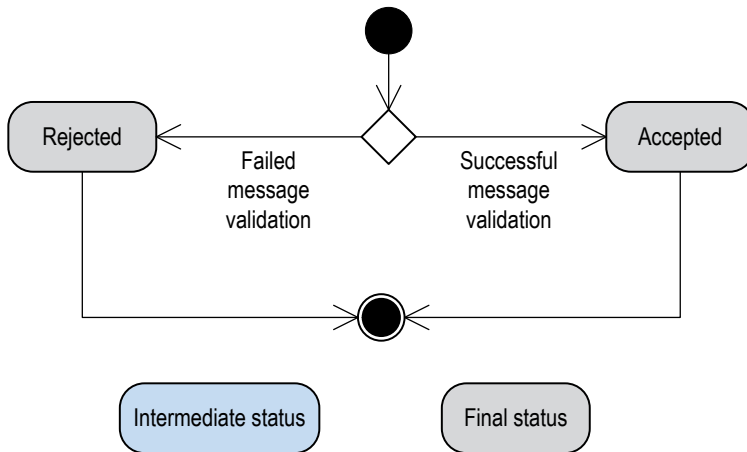 Rejected
Accepted
Failed
message
validation
Successful
message
validation
Intermediate status
Final status